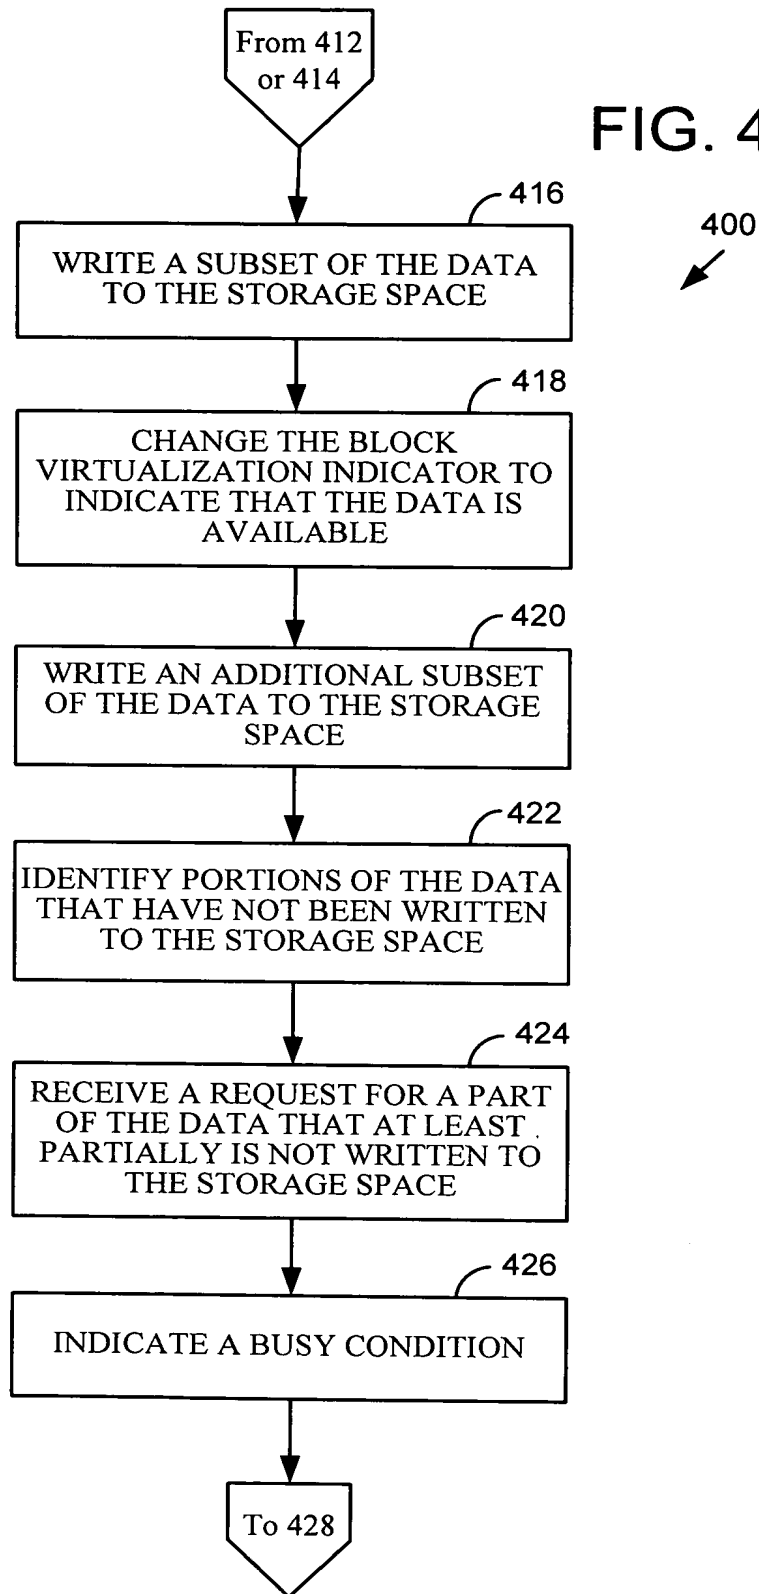 From 412
or 414
FIG. 4
400
416
WRITE A SUBSET OF THE DATA
TO THE STORAGE SPACE
418
CHANGE THE BLOCK
VIRTUALIZATION INDICATOR TO
INDICATE THAT THE DATA IS
AVAILABLE
420
WRITE AN ADDITIONAL SUBSET
OF THE DATA TO THE STORAGE
SPACE
422
IDENTIFY PORTIONS OF THE DATA
THAT HAVE NOT BEEN WRITTEN
TO THE STORAGE SPACE
424
RECEIVE A REQUEST FOR A PART
OF THE DATA THAT AT LEAST
PARTIALLY IS NOT WRITTEN TO
THE STORAGE SPACE
426
INDICATE A BUSY CONDITION
To 428